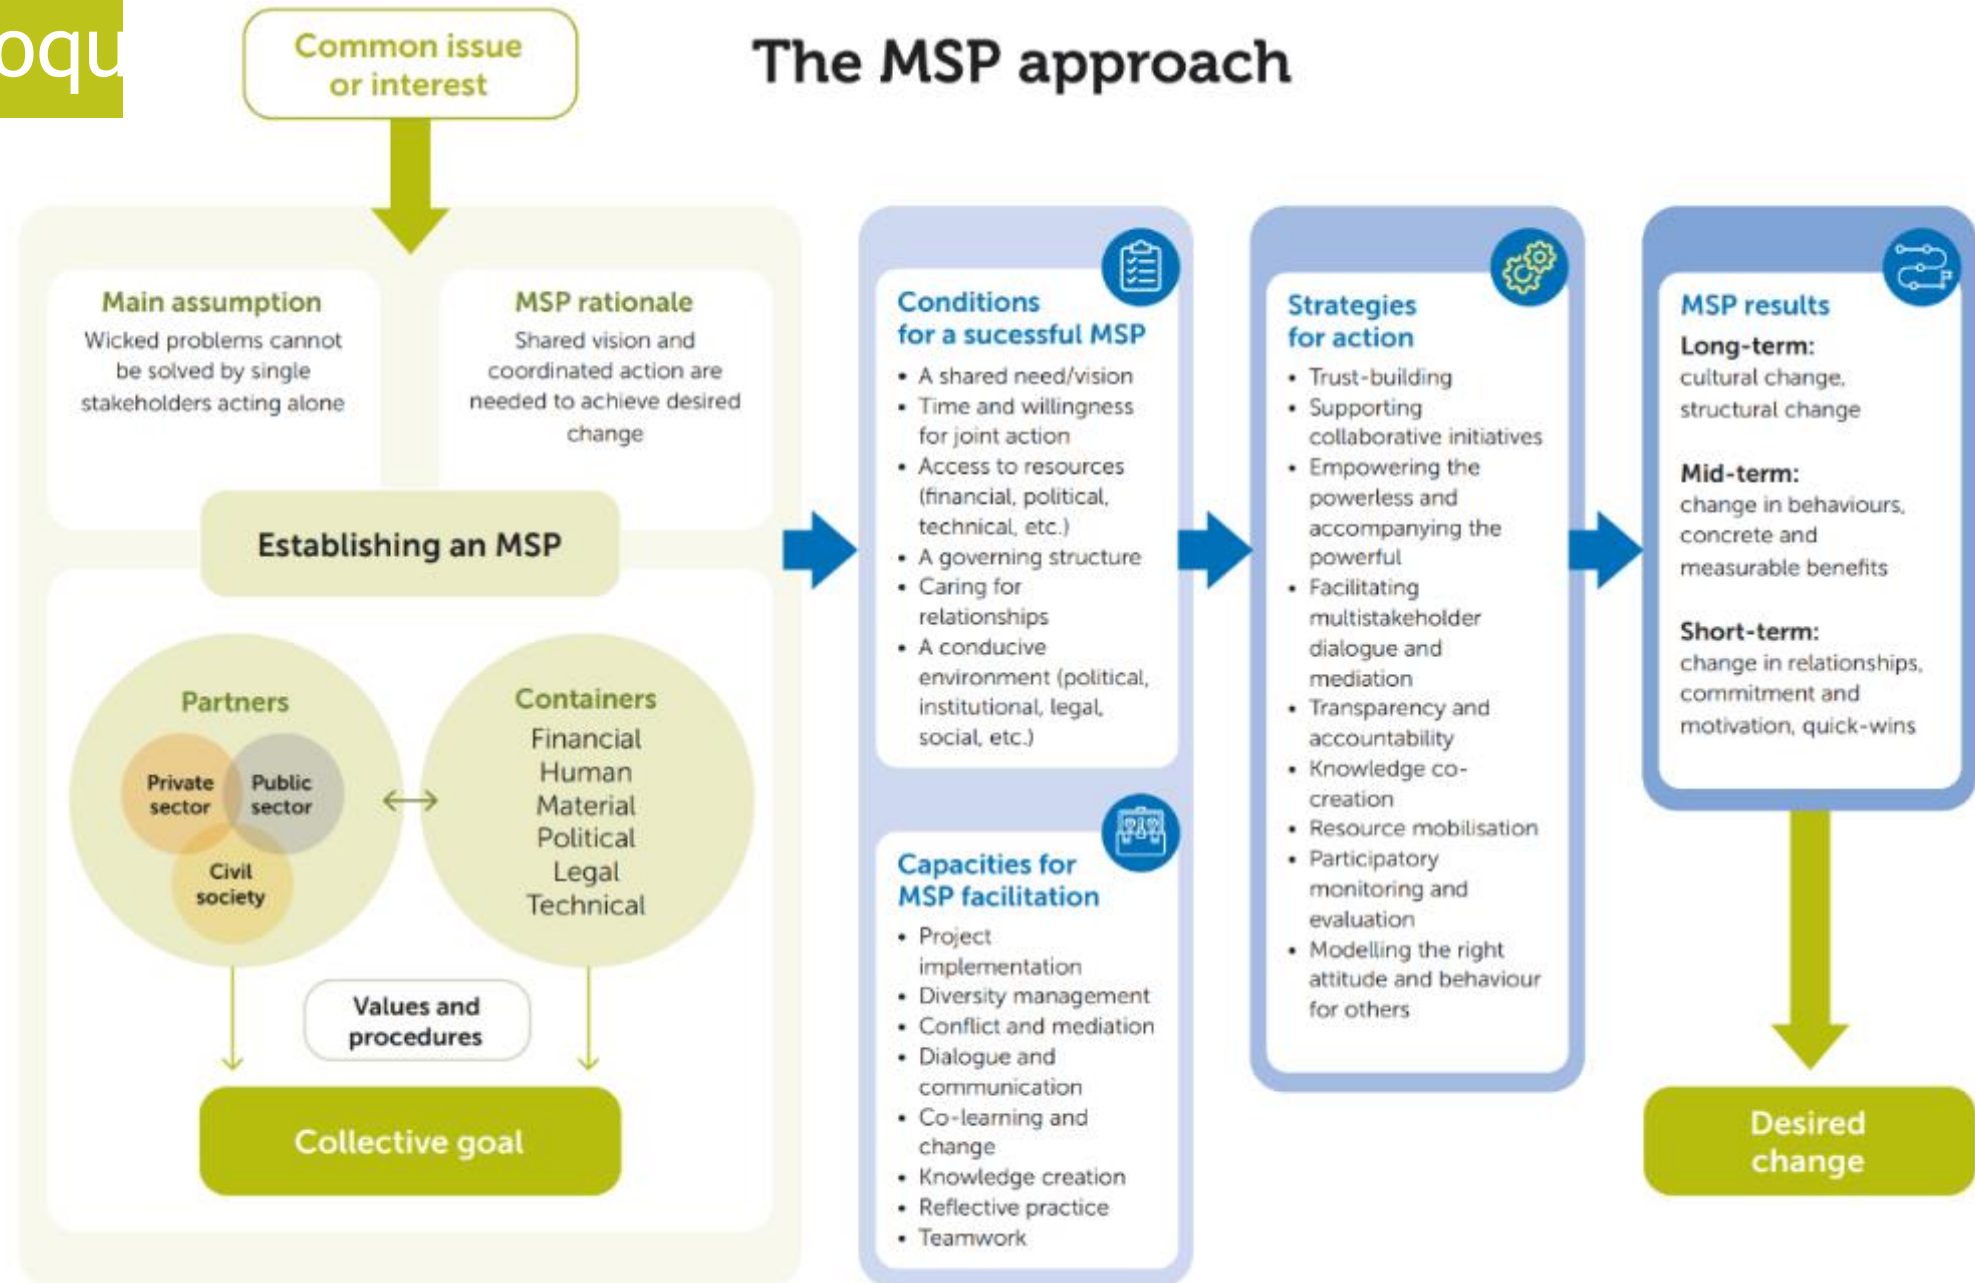 oqu
Common issue
or interest
The MSP approach
Main assumption
Wicked problems cannot
be solved by single
stakeholders acting alone
MSP rationale
Shared vision and
coordinated action are
needed to achieve desired
change
Establishing an MSP
Partners
Private
sector
Public
sector
Civil
society
Containers
Financial
Human
Material
Political
Legal
Technical
Values and
procedures
Collective goal
Conditions
for a sucessful MSP
• A shared need/vision
• Time and willingness
for joint action
• Access to resources
(financial, political,
technical, etc.)
• A governing structure
• Caring for
relationships
• A conducive
environment (political,
institutional, legal,
social, etc.)
Capacities for
MSP facilitation
• Project
implementation
• Diversity management
• Conflict and mediation
• Dialogue and
communication
• Co-learning and
change
• Knowledge creation
• Reflective practice
• Teamwork
Strategies
for action
• Trust-building
• Supporting
collaborative initiatives
• Empowering the
powerless and
accompanying the
powerful
• Facilitating
multistakeholder
dialogue and
mediation
• Transparency and
accountability
• Knowledge co-
creation
• Resource mobilisation
• Participatory
monitoring and
evaluation
• Modelling the right
attitude and behaviour
for others
MSP results
Long-term:
cultural change,
structural change
Mid-term:
change in behaviours,
concrete and
measurable benefits
Short-term:
change in relationships,
commitment and
motivation, quick-wins
Desired
change